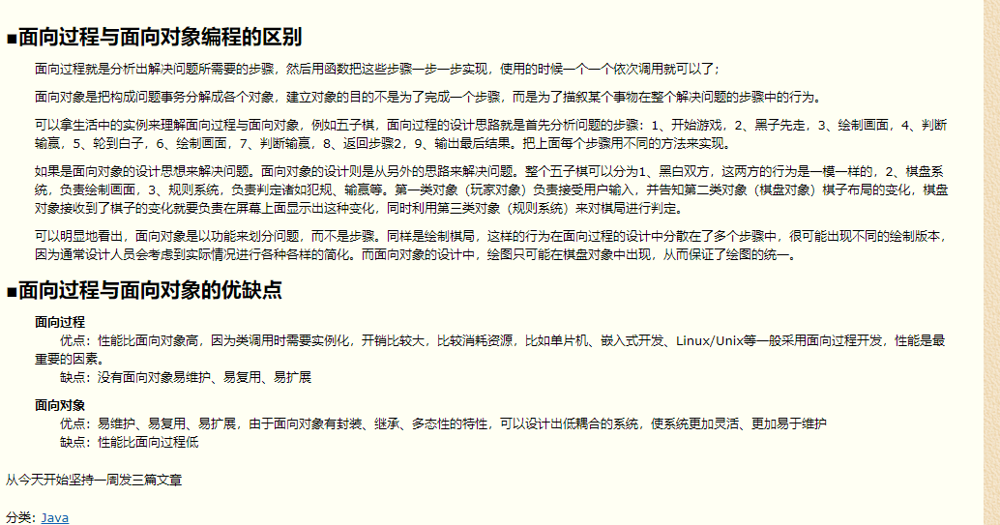 ■面向过程与面向对象编程的区别
面向过程就是分析出解决问题所需要的步骤，然后用函数把这些步骤一步一步实现，使用的时候一个一个依次调用就可以了；
面向对象是把构成问题事务分解成各个对象，建立对象的目的不是为了完成一个步骤，而是为了描叙某个事物在整个解决问题的步骤中的行为。
可以拿生活中的实例来理解面向过程与面向对象，例如五子棋，面向过程的设计思路就是首先分析问题的步骤：1、开始游戏，2、黑子先走，3、绘制画面，4、判断
输赢，5、轮到白子，6、绘制画面，7、判断输赢，8、返回步骤2，9、输出最后结果。把上面每个步骤用不同的方法来实现。
如果是面向对象的设计思想来解决问题。面向对象的设计则是从另外的思路来解决问题。整个五子棋可以分为1、黑白双方，这两方的行为是一模一样的，2、棋盘系
统，负责绘制画面，3、规则系统，负责判定诸如犯规、输赢等。第一类对象（玩家对象）负责接受用户输入，并告知第二类对象（棋盘对象）棋子布局的变化，棋盘
对象接收到了棋子的变化就要负责在屏幕上面显示出这种变化，同时利用第三类对象（规则系统）来对棋局进行判定。
可以明显地看出，面向对象是以功能来划分问题，而不是步骤。同样是绘制棋局，这样的行为在面向过程的设计中分散在了多个步骤中，很可能出现不同的绘制版本，
因为通常设计人员会考虑到实际情况进行各种各样的简化。而面向对象的设计中，绘图只可能在棋盘对象中出现，从而保证了绘图的统一。
■面向过程与面向对象的优缺点
面向过程
优点：性能比面向对象高，因为类调用时需要实例化，开销比较大，比较消耗资源，比如单片机、嵌入式开发、Linux/Unix等一般采用面向过程开发，性能是最
重要的因素。
缺点：没有面向对象易维护、易复用、易扩展
面向对象
优点：易维护、易复用、易扩展，由于面向对象有封装、继承、多态性的特性，可以设计出低耦合的系统，使系统更加灵活、更加易于维护
缺点：性能比面向过程低
从今天开始坚持一周发三篇文章
分类: Java